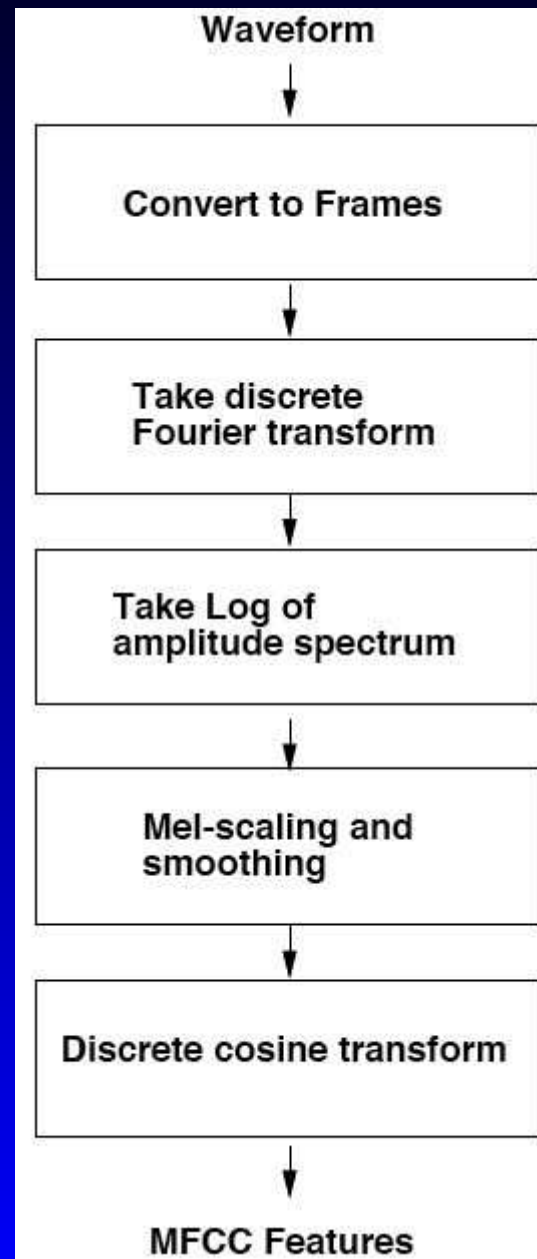 Waveform
Convert to Frames
Take discrete
Fourier transform
Take Log of
amplitude spectrum
Mel-scaling and
smoothing
Discrete cosine transform
MFCC Features